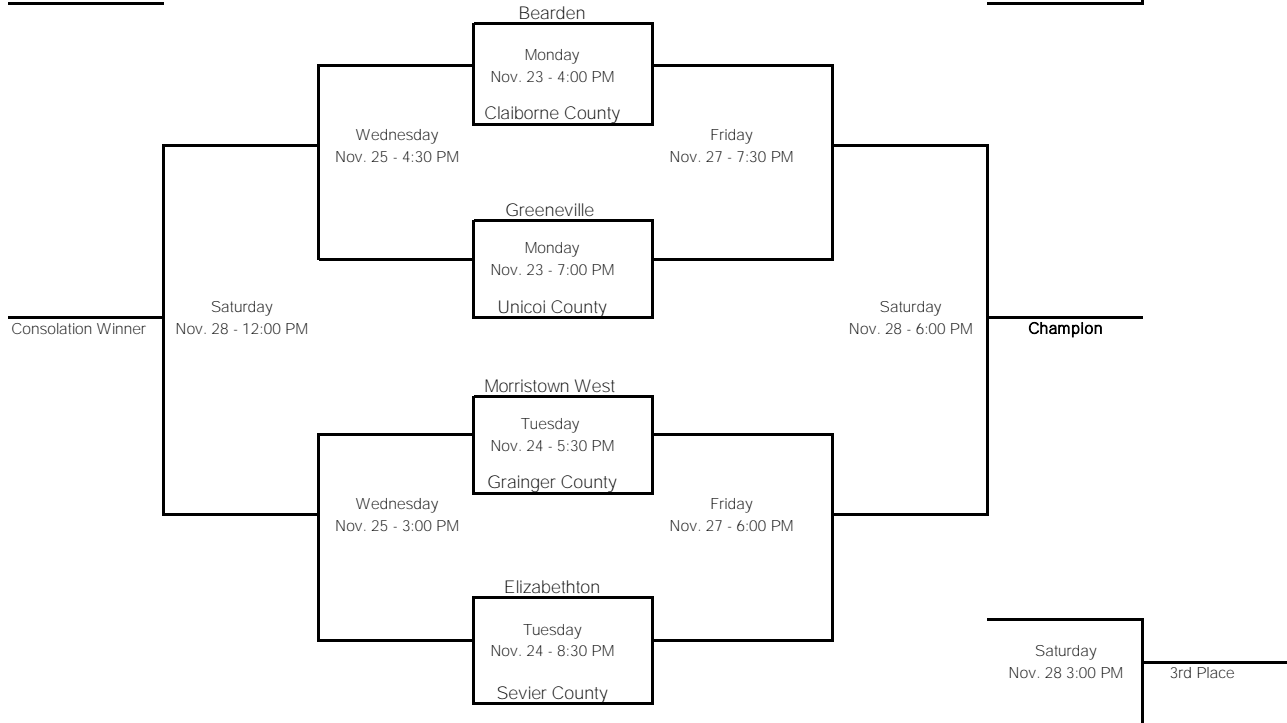 Bearden
Monday
Nov. 23 - 4:00 PM
Claiborne County
Wednesday
Nov. 25 - 4:30 PM
Friday
Nov. 27 - 7:30 PM
Greeneville
Monday
Nov. 23 - 7:00 PM
Unicoi County
Saturday
Nov. 28 - 12:00 PM
Consolation Winner
Saturday
Nov. 28 - 6:00 PM
Champion
Morristown West
Tuesday
Nov. 24 - 5:30 PM
Grainger County
Wednesday
Nov. 25 - 3:00 PM
Friday
Nov. 27 - 6:00 PM
Elizabethton
Tuesday
Nov. 24 - 8:30 PM
Sevier County
Saturday
Nov. 28 3:00 PM
3rd Place